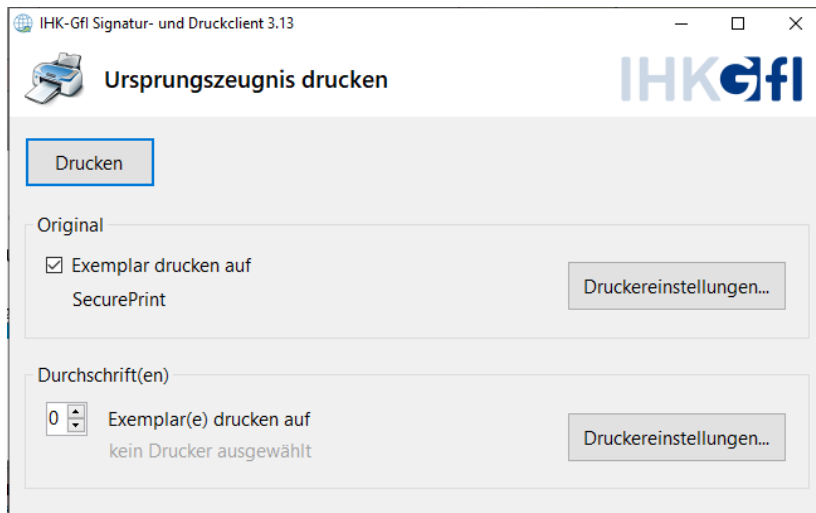 IHK-GfI Signatur- und Druckclient 3.13
Ursprungszeugnis drucken
IHKGfI
Drucken
Original
Exemplar drucken auf
SecurePrint
Druckereinstellungen...
Durchschrift(en)
0 Exemplar(e) drucken auf
kein Drucker ausgewählt
Druckereinstellungen...